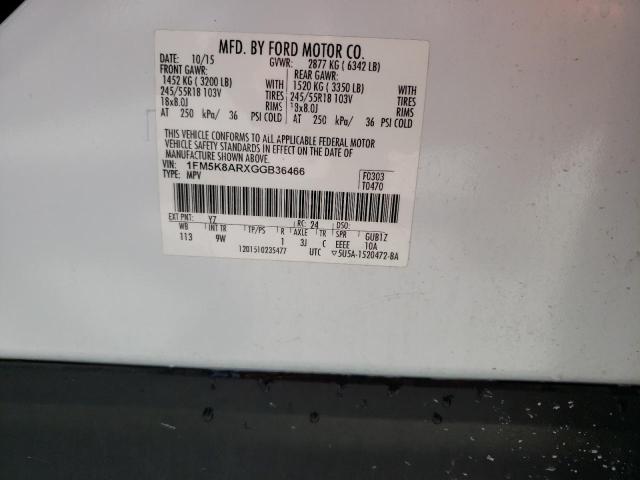 MFD. BY FORD MOTOR CO.
DATE: 10/15 GVWR: 2877 KG ( 6342 LB)
FRONT GAWR: REAR GAWR:
1452 KG ( 3200 LB) WITH 1520 KG ( 3350 LB) WITH
245/55R18 103V TIRES 245/55R18 103V TIRES
18x8.0J RIMS 18x8.0J RIMS
AT 250 kPa/ 36 PSI COLD AT 250 kPa/ 36 PSI COLD
THIS VEHICLE CONFORMS TO ALL APPLICABLE FEDERAL MOTOR
VEHICLE SAFETY STANDARDS IN EFFECT ON THE DATE OF
MANUFACTURE SHOWN ABOVE.
VIN: 1FM5K8ARXGGB36466 F0303
TYPE: MPV T0470
EXT PNT: YZ RC: 24 DSO:
WB INT TR TP/PS R AXLE TR SPR GUB1Z
113 9W 1 3J C EEEE 10A
1201510235477 UTC ▽5U5A-1520472-BA